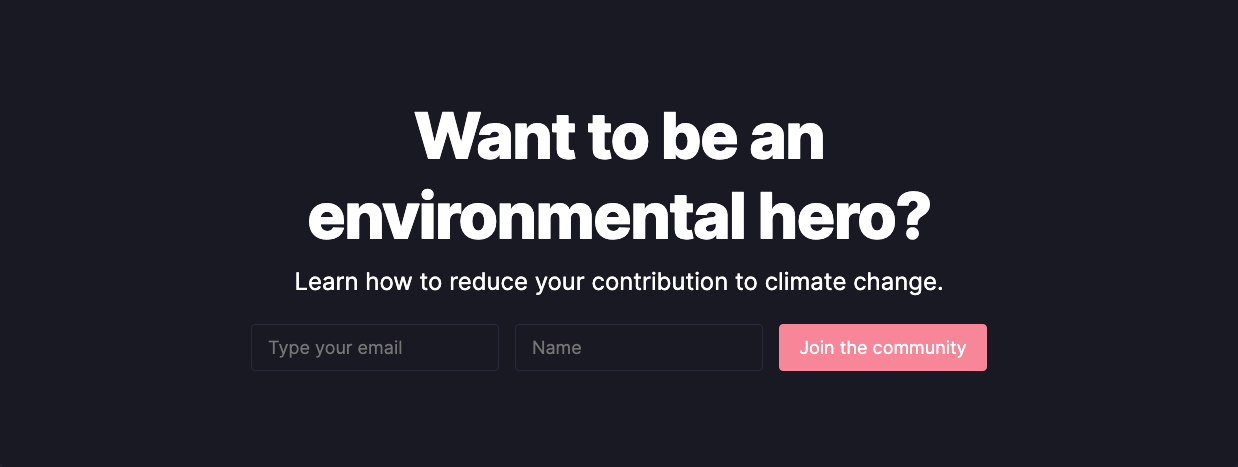 Want to be an
environmental hero?
Learn how to reduce your contribution to climate change.
Type your email
Name
Join the community